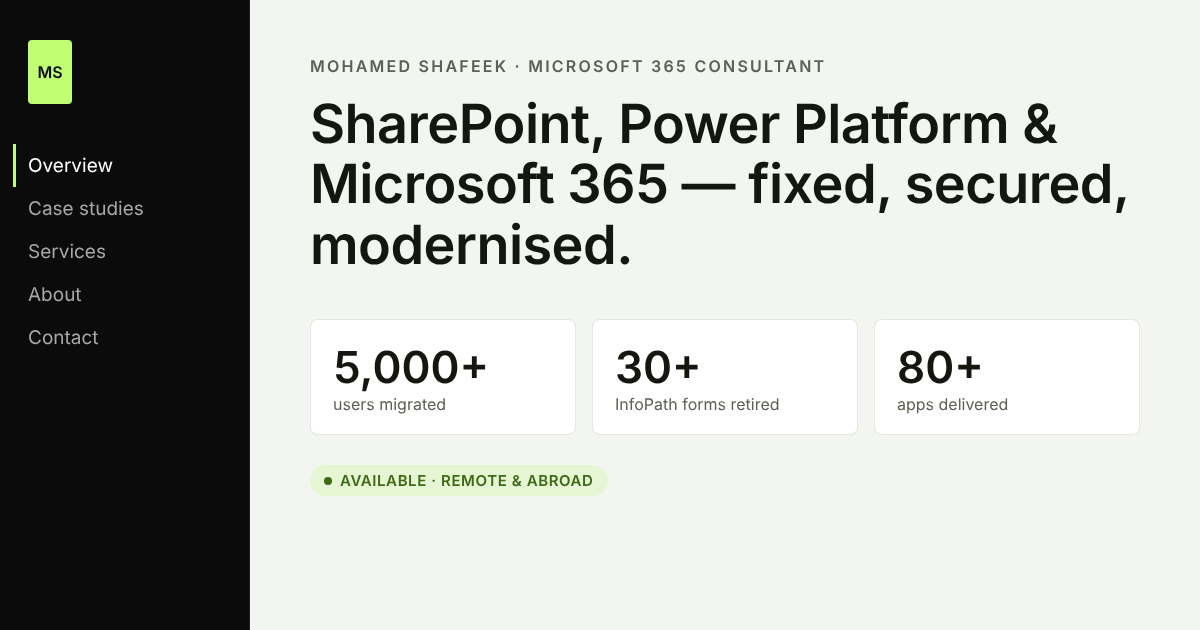 MS
Overview
Case studies
Services
About
Contact
MOHAMED SHAFEEK · MICROSOFT 365 CONSULTANT
SharePoint, Power Platform &
Microsoft 365 — fixed, secured,
modernised.
5,000+
users migrated
30+
InfoPath forms retired
80+
apps delivered
AVAILABLE · REMOTE & ABROAD